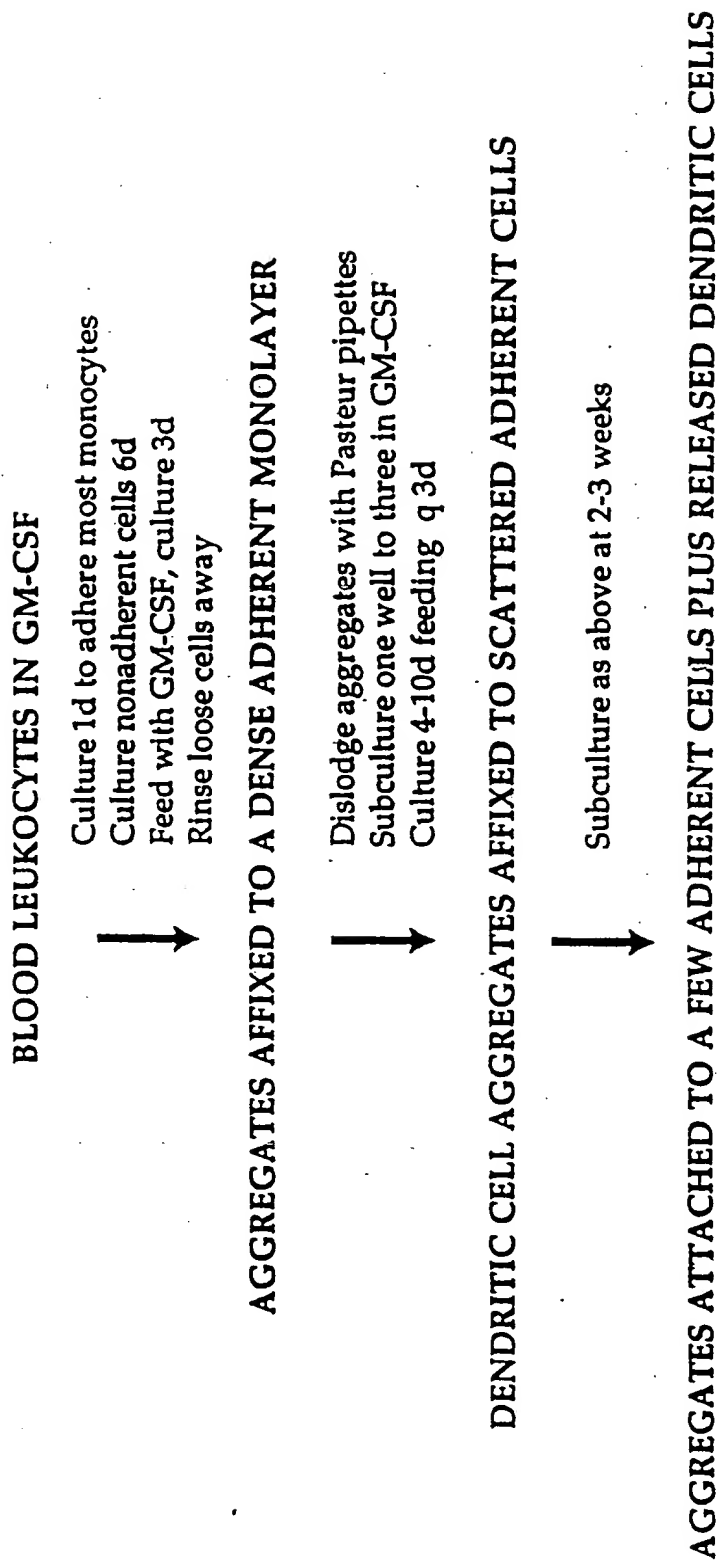 BLOOD LEUKOCYTES IN GM-CSF
Culture 1d to adhere most monocytes
Culture nonadherent cells 6d
Feed with GM-CSF, culture 3d
Rinse loose cells away
AGGREGATES AFFIXED TO A DENSE ADHERENT MONOLAYER
Dislodge aggregates with Pasteur pipettes
Subculture one well to three in GM-CSF
Culture 4-10d feeding q 3d
DENDRITIC CELL AGGREGATES AFFIXED TO SCATTERED ADHERENT CELLS
Subculture as above at 2-3 weeks
AGGREGATES ATTACHED TO A FEW ADHERENT CELLS PLUS RELEASED DENDRITIC CELLS